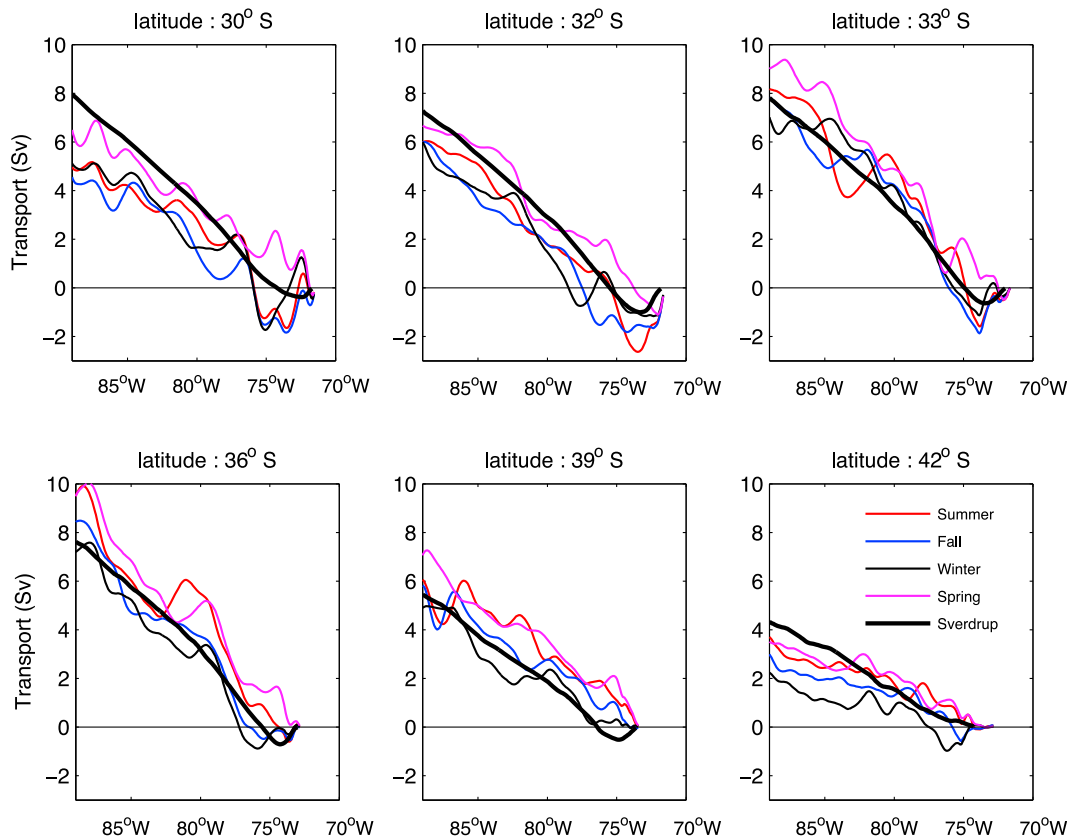 latitude : 30° S
latitude : 32° S
latitude : 33° S
Transport (Sv)
10
8
6
4
2
0
−2
85°W 80°W 75°W 70°W
10
8
6
4
2
0
−2
85°W 80°W 75°W 70°W
10
8
6
4
2
0
−2
85°W 80°W 75°W 70°W
latitude : 36° S
latitude : 39° S
latitude : 42° S
Transport (Sv)
10
8
6
4
2
0
−2
85°W 80°W 75°W 70°W
10
8
6
4
2
0
−2
85°W 80°W 75°W 70°W
10
8
6
4
2
0
−2
85°W 80°W 75°W 70°W
Summer
Fall
Winter
Spring
Sverdrup